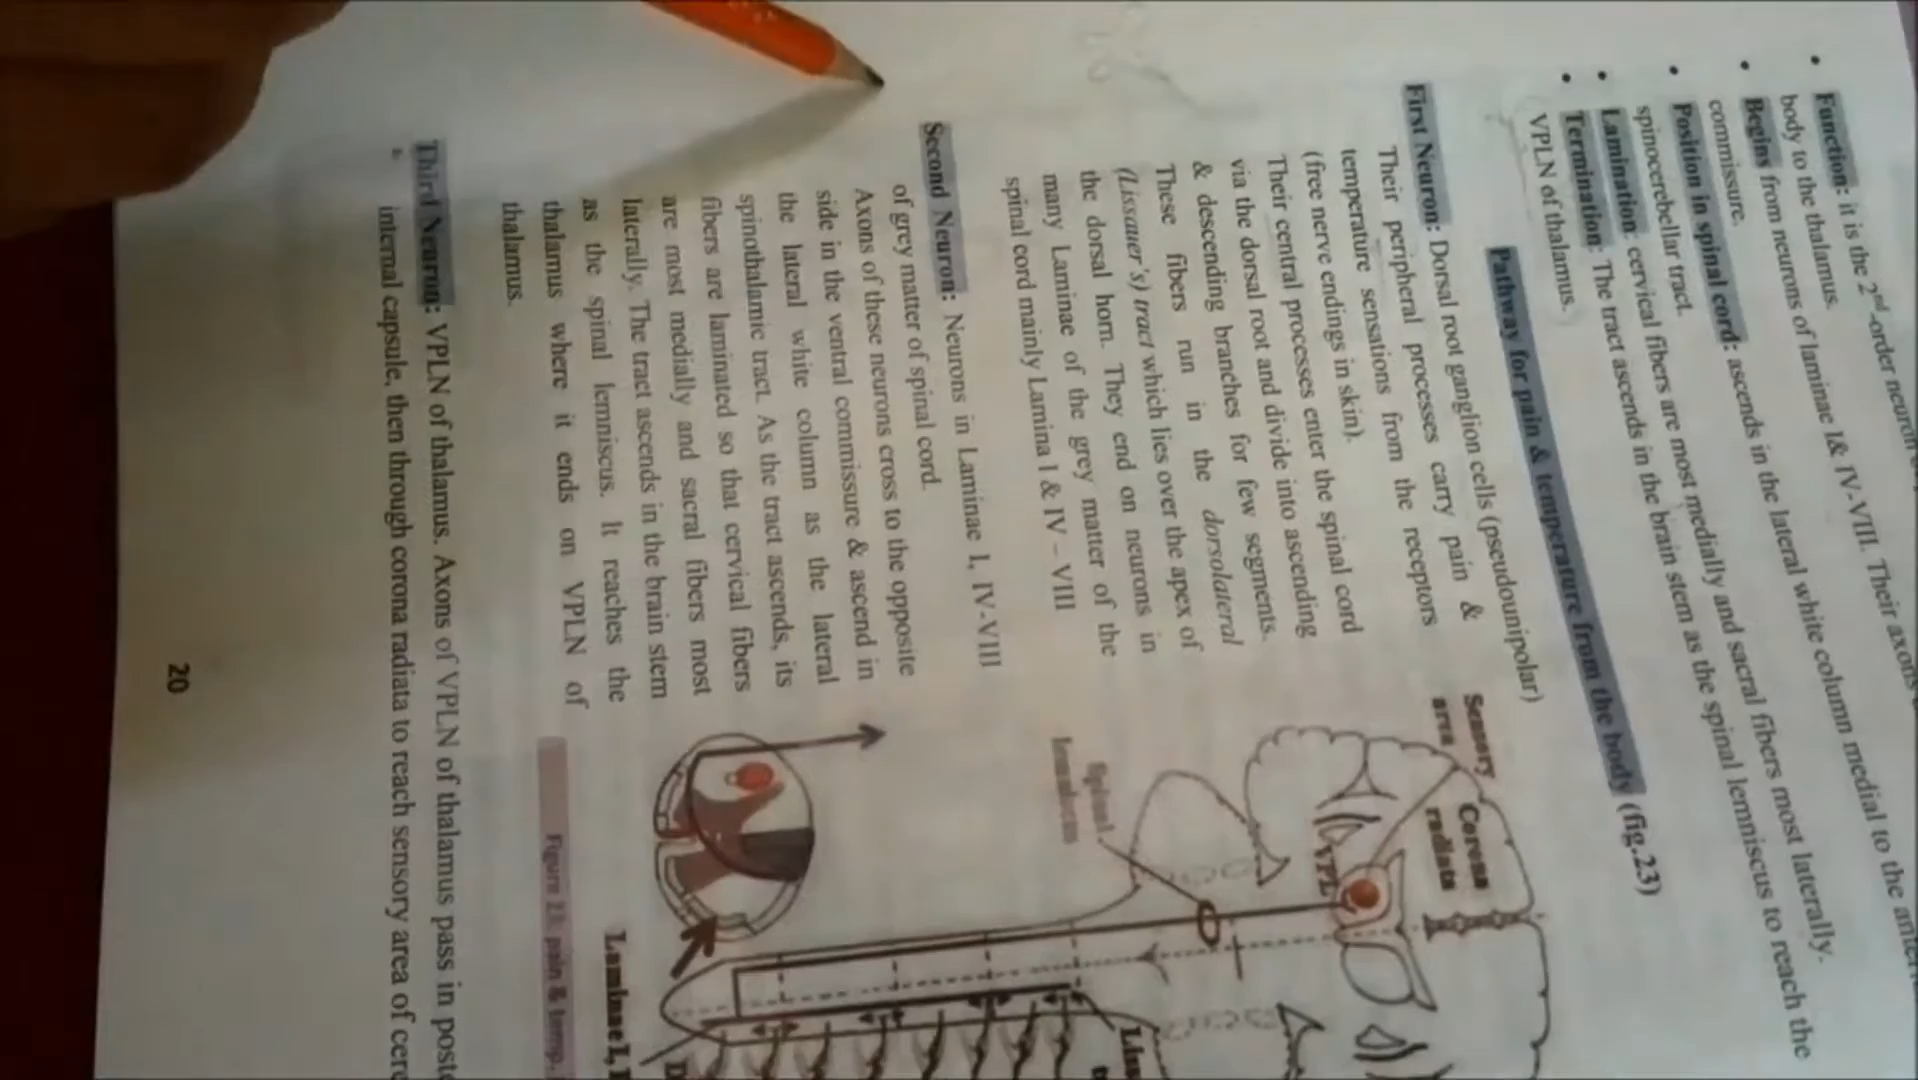 • Function: it is the 2nd-order neuron
body to the thalamus.
• Begins from neurons of laminae I& IV-VIII. Their axons
commissure.
• Position in spinal cord: ascends in the lateral white column medial to the
spinocerebellar tract.
• Lamination: cervical fibers are most medially and sacral fibers most laterally.
• Termination: The tract ascends in the brain stem as the spinal lemniscus to reach the
VPLN of thalamus.
Pathway for pain & temperature from the body (fig.23)
First Neuron: Dorsal root ganglion cells (pseudounipolar)
Their peripheral processes carry pain &
temperature sensations from the receptors
(free nerve endings in skin).
Their central processes enter the spinal cord
via the dorsal root and divide into ascending
& descending branches for few segments.
These fibers run in the dorsolateral
(Lissauer's) tract which lies over the apex of
the dorsal horn. They end on neurons in
many Laminae of the grey matter of the
spinal cord mainly Lamina I & IV – VIII
Second Neuron: Neurons in Laminae I, IV-VIII
of grey matter of spinal cord.
Axons of these neurons cross to the opposite
side in the ventral commissure & ascend in
the lateral white column as the lateral
spinothalamic tract. As the tract ascends, its
fibers are laminated so that cervical fibers
are most medially and sacral fibers most
laterally. The tract ascends in the brain stem
as the spinal lemniscus. It reaches the
thalamus where it ends on VPLN of
thalamus.
Sensory
area
Corona
radiata
VPL
Spinal
lemniscus
Laminae I,
Figure 23: pain & temp.
Third Neuron: VPLN of thalamus. Axons of VPLN of thalamus pass in
internal capsule, then through corona radiata to reach sensory area of
20